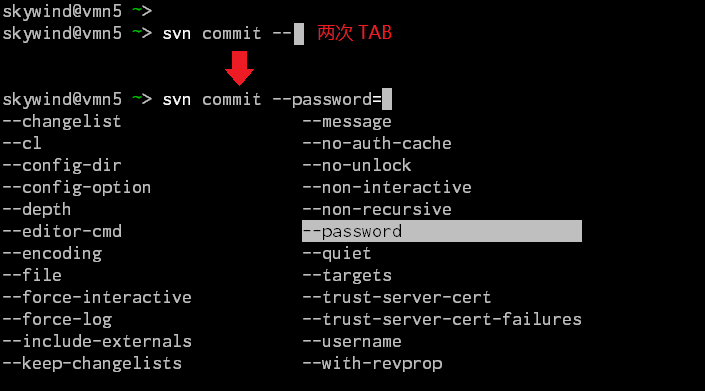 skywind@vmn5 ~>
skywind@vmn5 ~> svn commit -- 两次 TAB
skywind@vmn5 ~> svn commit --password=
--changelist --message
--cl --no-auth-cache
--config-dir --no-unlock
--config-option --non-interactive
--depth --non-recursive
--editor-cmd --password
--encoding --quiet
--file --targets
--force-interactive --trust-server-cert
--force-log --trust-server-cert-failures
--include-externals --username
--keep-changelists --with-revprop